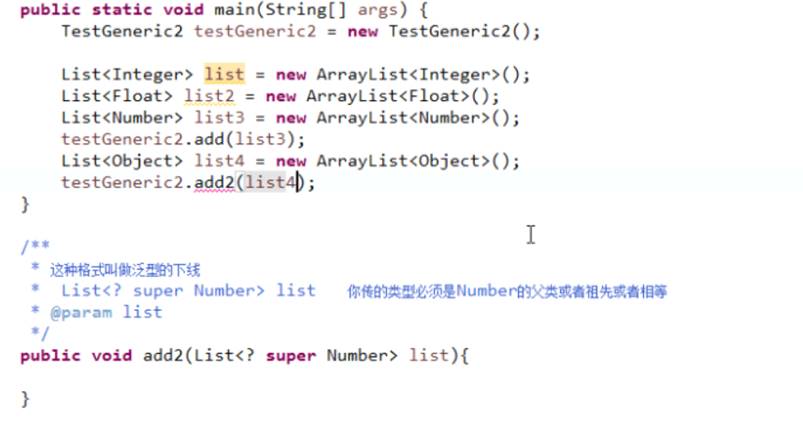 public static void main(String[] args) {
TestGeneric2 testGeneric2 = new TestGeneric2();
List<Integer> list = new ArrayList<Integer>();
List<Float> list2 = new ArrayList<Float>();
List<Number> list3 = new ArrayList<Number>();
testGeneric2.add(list3);
List<Object> list4 = new ArrayList<Object>();
testGeneric2.add2(list4);
}
/**
* 这种格式叫做泛型的下线
* List<? super Number> list 你传的类型必须是Number的父类或者祖先或者相等
* @param list
*/
public void add2(List<? super Number> list){
}